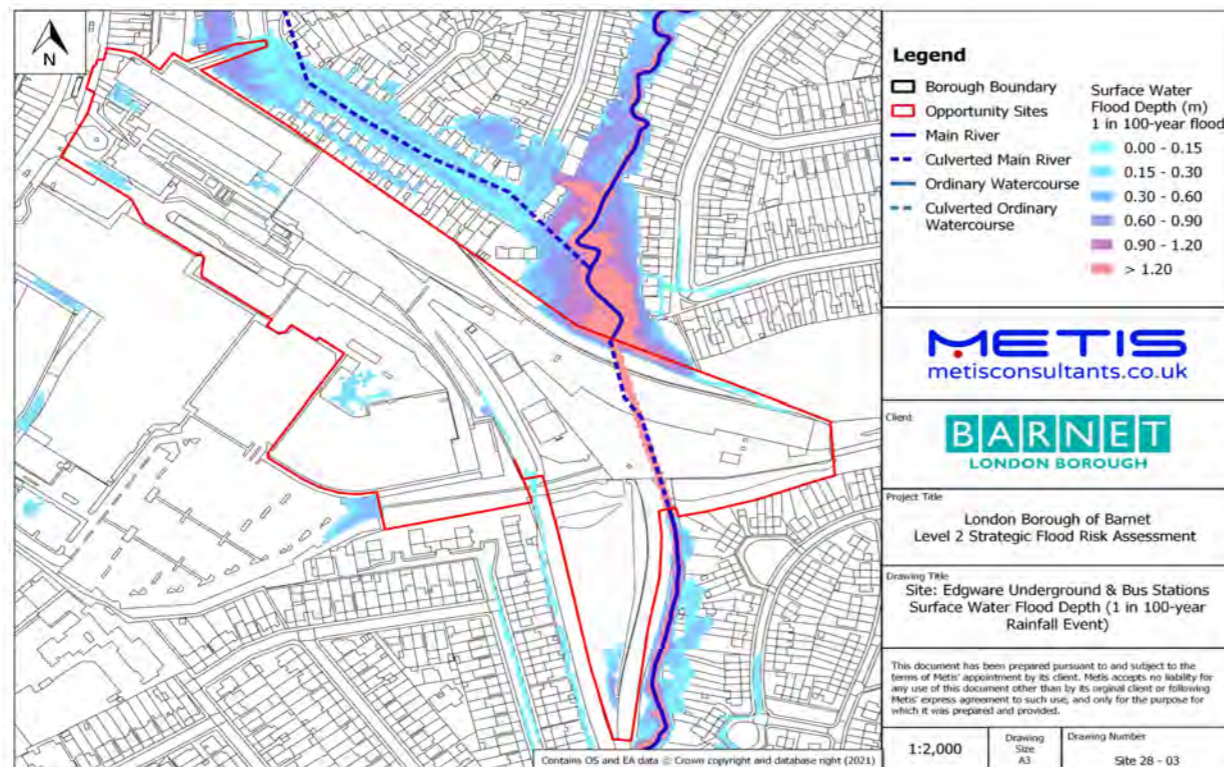 N
Legend
Borough Boundary
Opportunity Sites
Main River
Culverted Main River
Ordinary Watercourse
Culverted Ordinary
Watercourse
Surface Water
Flood Depth (m)
1 in 100-year flood
0.00 - 0.15
0.15 - 0.30
0.30 - 0.60
0.60 - 0.90
0.90 - 1.20
> 1.20
METIS
metisconsultants.co.uk
Client
BARNET
LONDON BOROUGH
Project Title
London Borough of Barnet
Level 2 Strategic Flood Risk Assessment
Drawing Title
Site: Edgware Underground & Bus Stations
Surface Water Flood Depth (1 in 100-year
Rainfall Event)
This document has been prepared pursuant to and subject to the
terms of Metis' appointment by its client. Metis accepts no liability for
any use of this document other than by its orginal client or following
Metis' express agreement to such use, and only for the purpose for
which it was prepared and provided.
1:2,000
Drawing
Size
A3
Drawing Number
Site 28 - 03
Contains OS and EA data © Crown copyright and database right (2021)